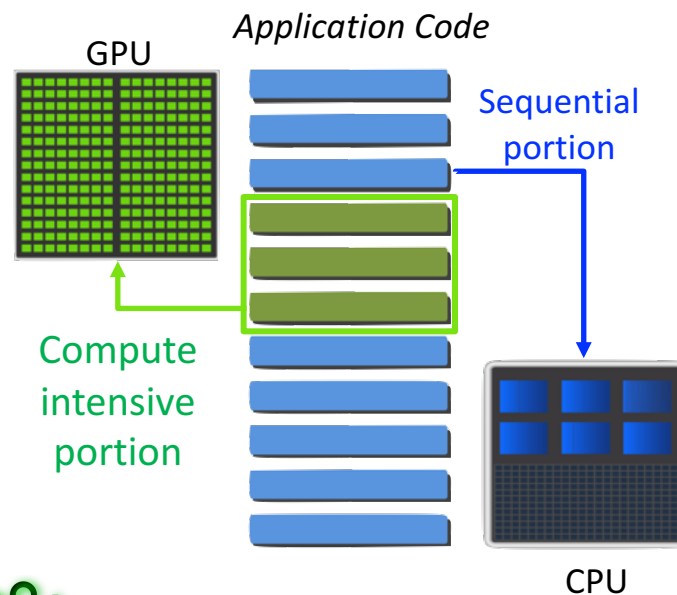 Application Code
GPU
Sequential
portion
Compute
intensive
portion
CPU